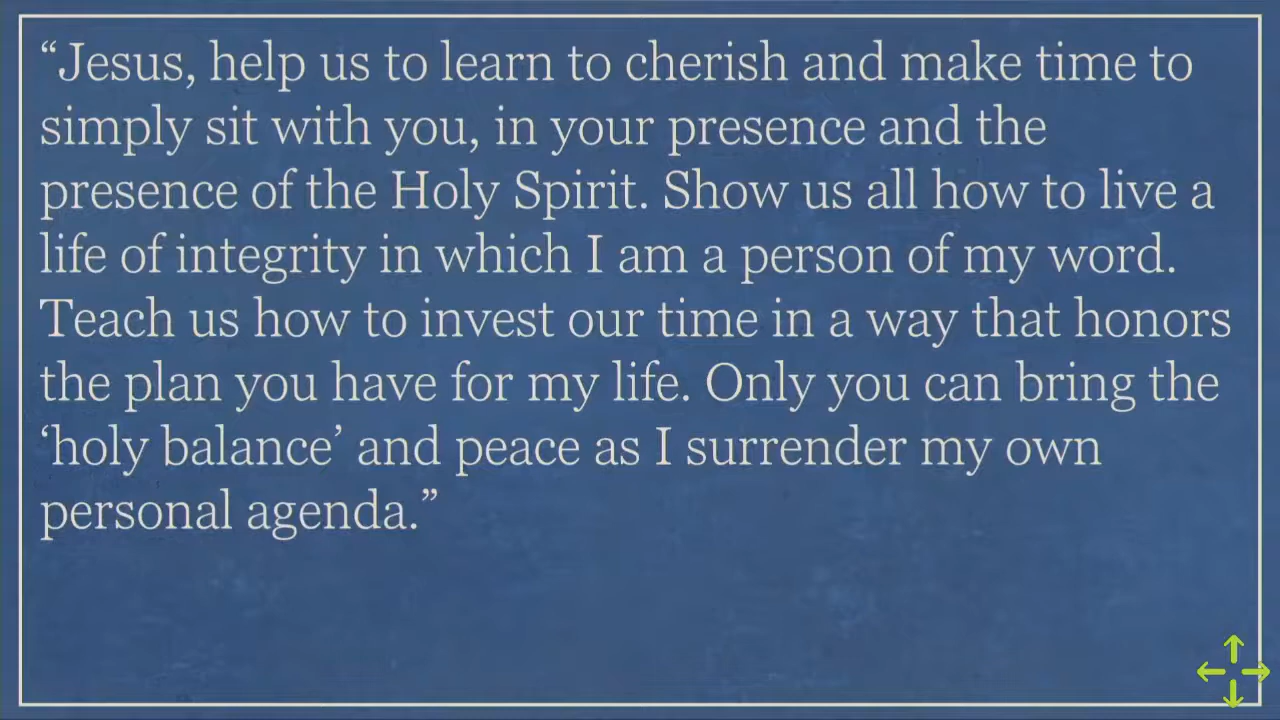 “Jesus, help us to learn to cherish and make time to
simply sit with you, in your presence and the
presence of the Holy Spirit. Show us all how to live a
life of integrity in which I am a person of my word.
Teach us how to invest our time in a way that honors
the plan you have for my life. Only you can bring the
‘holy balance’ and peace as I surrender my own
personal agenda.”